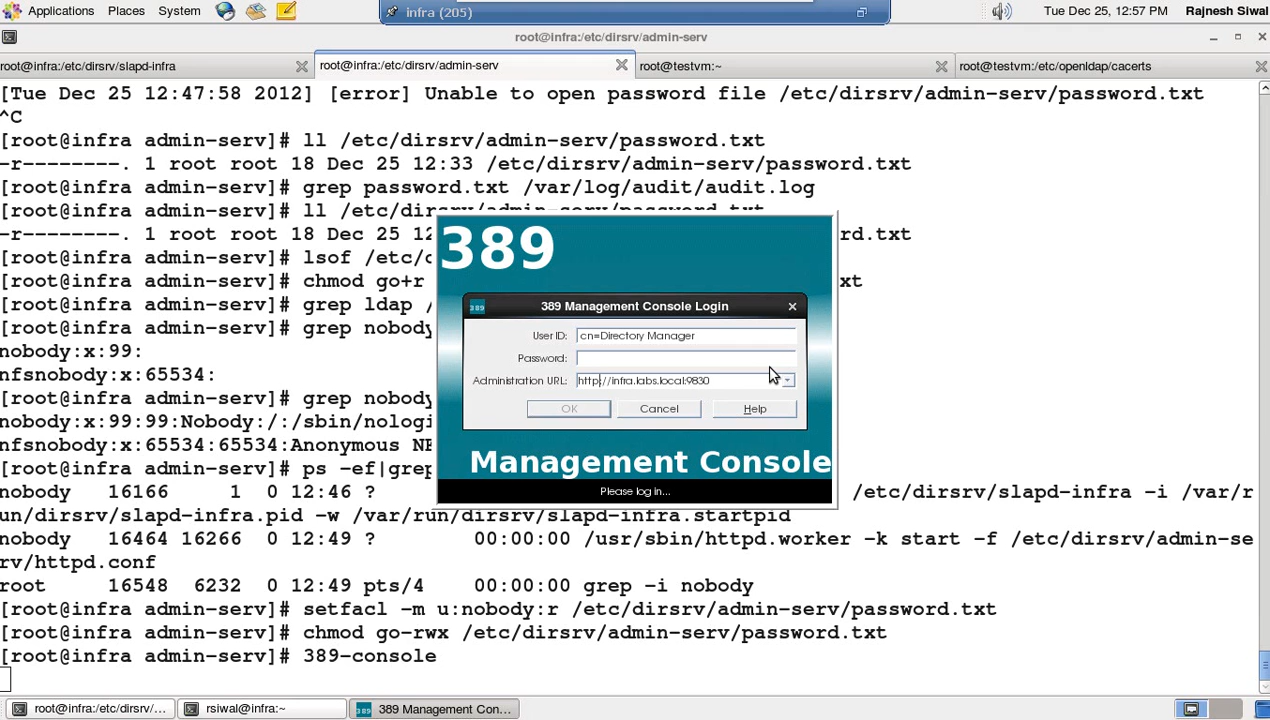 Applications Places System
infra (205)
Tue Dec 25, 12:57 PM Rajnesh Siwal
root@infra:/etc/dirsrv/admin-serv
root@infra:/etc/dirsrv/slapd-infra
root@infra:/etc/dirsrv/admin-serv
root@testvm:~
root@testvm:/etc/openldap/cacerts
[Tue Dec 25 12:47:58 2012] [error] Unable to open password file /etc/dirsrv/admin-serv/password.txt
^C
[root@infra admin-serv]# ll /etc/dirsrv/admin-serv/password.txt
-r--------. 1 root root 18 Dec 25 12:33 /etc/dirsrv/admin-serv/password.txt
[root@infra admin-serv]# grep password.txt /var/log/audit/audit.log
[root@infra admin-serv]# ll /etc/dirsrv/admin-serv/password.txt
-r--------. 1 root root 18 Dec 25 12 rd.txt
[root@infra admin-serv]# lsof /etc/
[root@infra admin-serv]# chmod go+r xt
[root@infra admin-serv]# grep ldap /
[root@infra admin-serv]# grep nobody
nobody:x:99:
nfsnobody:x:65534:
[root@infra admin-serv]# grep nobody
nobody:x:99:99:Nobody:/:/sbin/nologi
nfsnobody:x:65534:65534:Anonymous NF
[root@infra admin-serv]# ps -ef|grep
nobody 16166 1 0 12:46 ? /etc/dirsrv/slapd-infra -i /var/r
un/dirsrv/slapd-infra.pid -w /var/run/dirsrv/slapd-infra.startpid
nobody 16464 16266 0 12:49 ? 00:00:00 /usr/sbin/httpd.worker -k start -f /etc/dirsrv/admin-se
rv/httpd.conf
root 16548 6232 0 12:49 pts/4 00:00:00 grep -i nobody
[root@infra admin-serv]# setfacl -m u:nobody:r /etc/dirsrv/admin-serv/password.txt
[root@infra admin-serv]# chmod go-rwx /etc/dirsrv/admin-serv/password.txt
[root@infra admin-serv]# 389-console
389
389 Management Console Login
User ID: cn=Directory Manager
Password:
Administration URL: http://infra.labs.local:9830
OK Cancel Help
Management Console
Please log in...
root@infra:/etc/dirsrv/...
rsiwal@infra:~
389 Management Con...